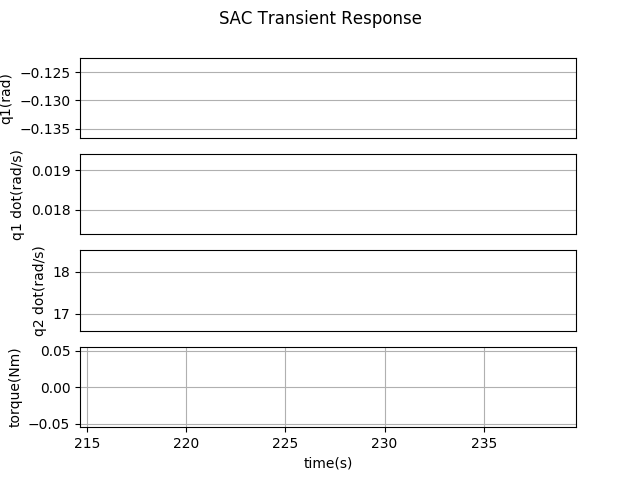 SAC Transient Response
q1(rad)
−0.125
−0.130
−0.135
q1 dot(rad/s)
0.019
0.018
q2 dot(rad/s)
18
17
torque(Nm)
0.05
0.00
−0.05
215 220 225 230 235
time(s)